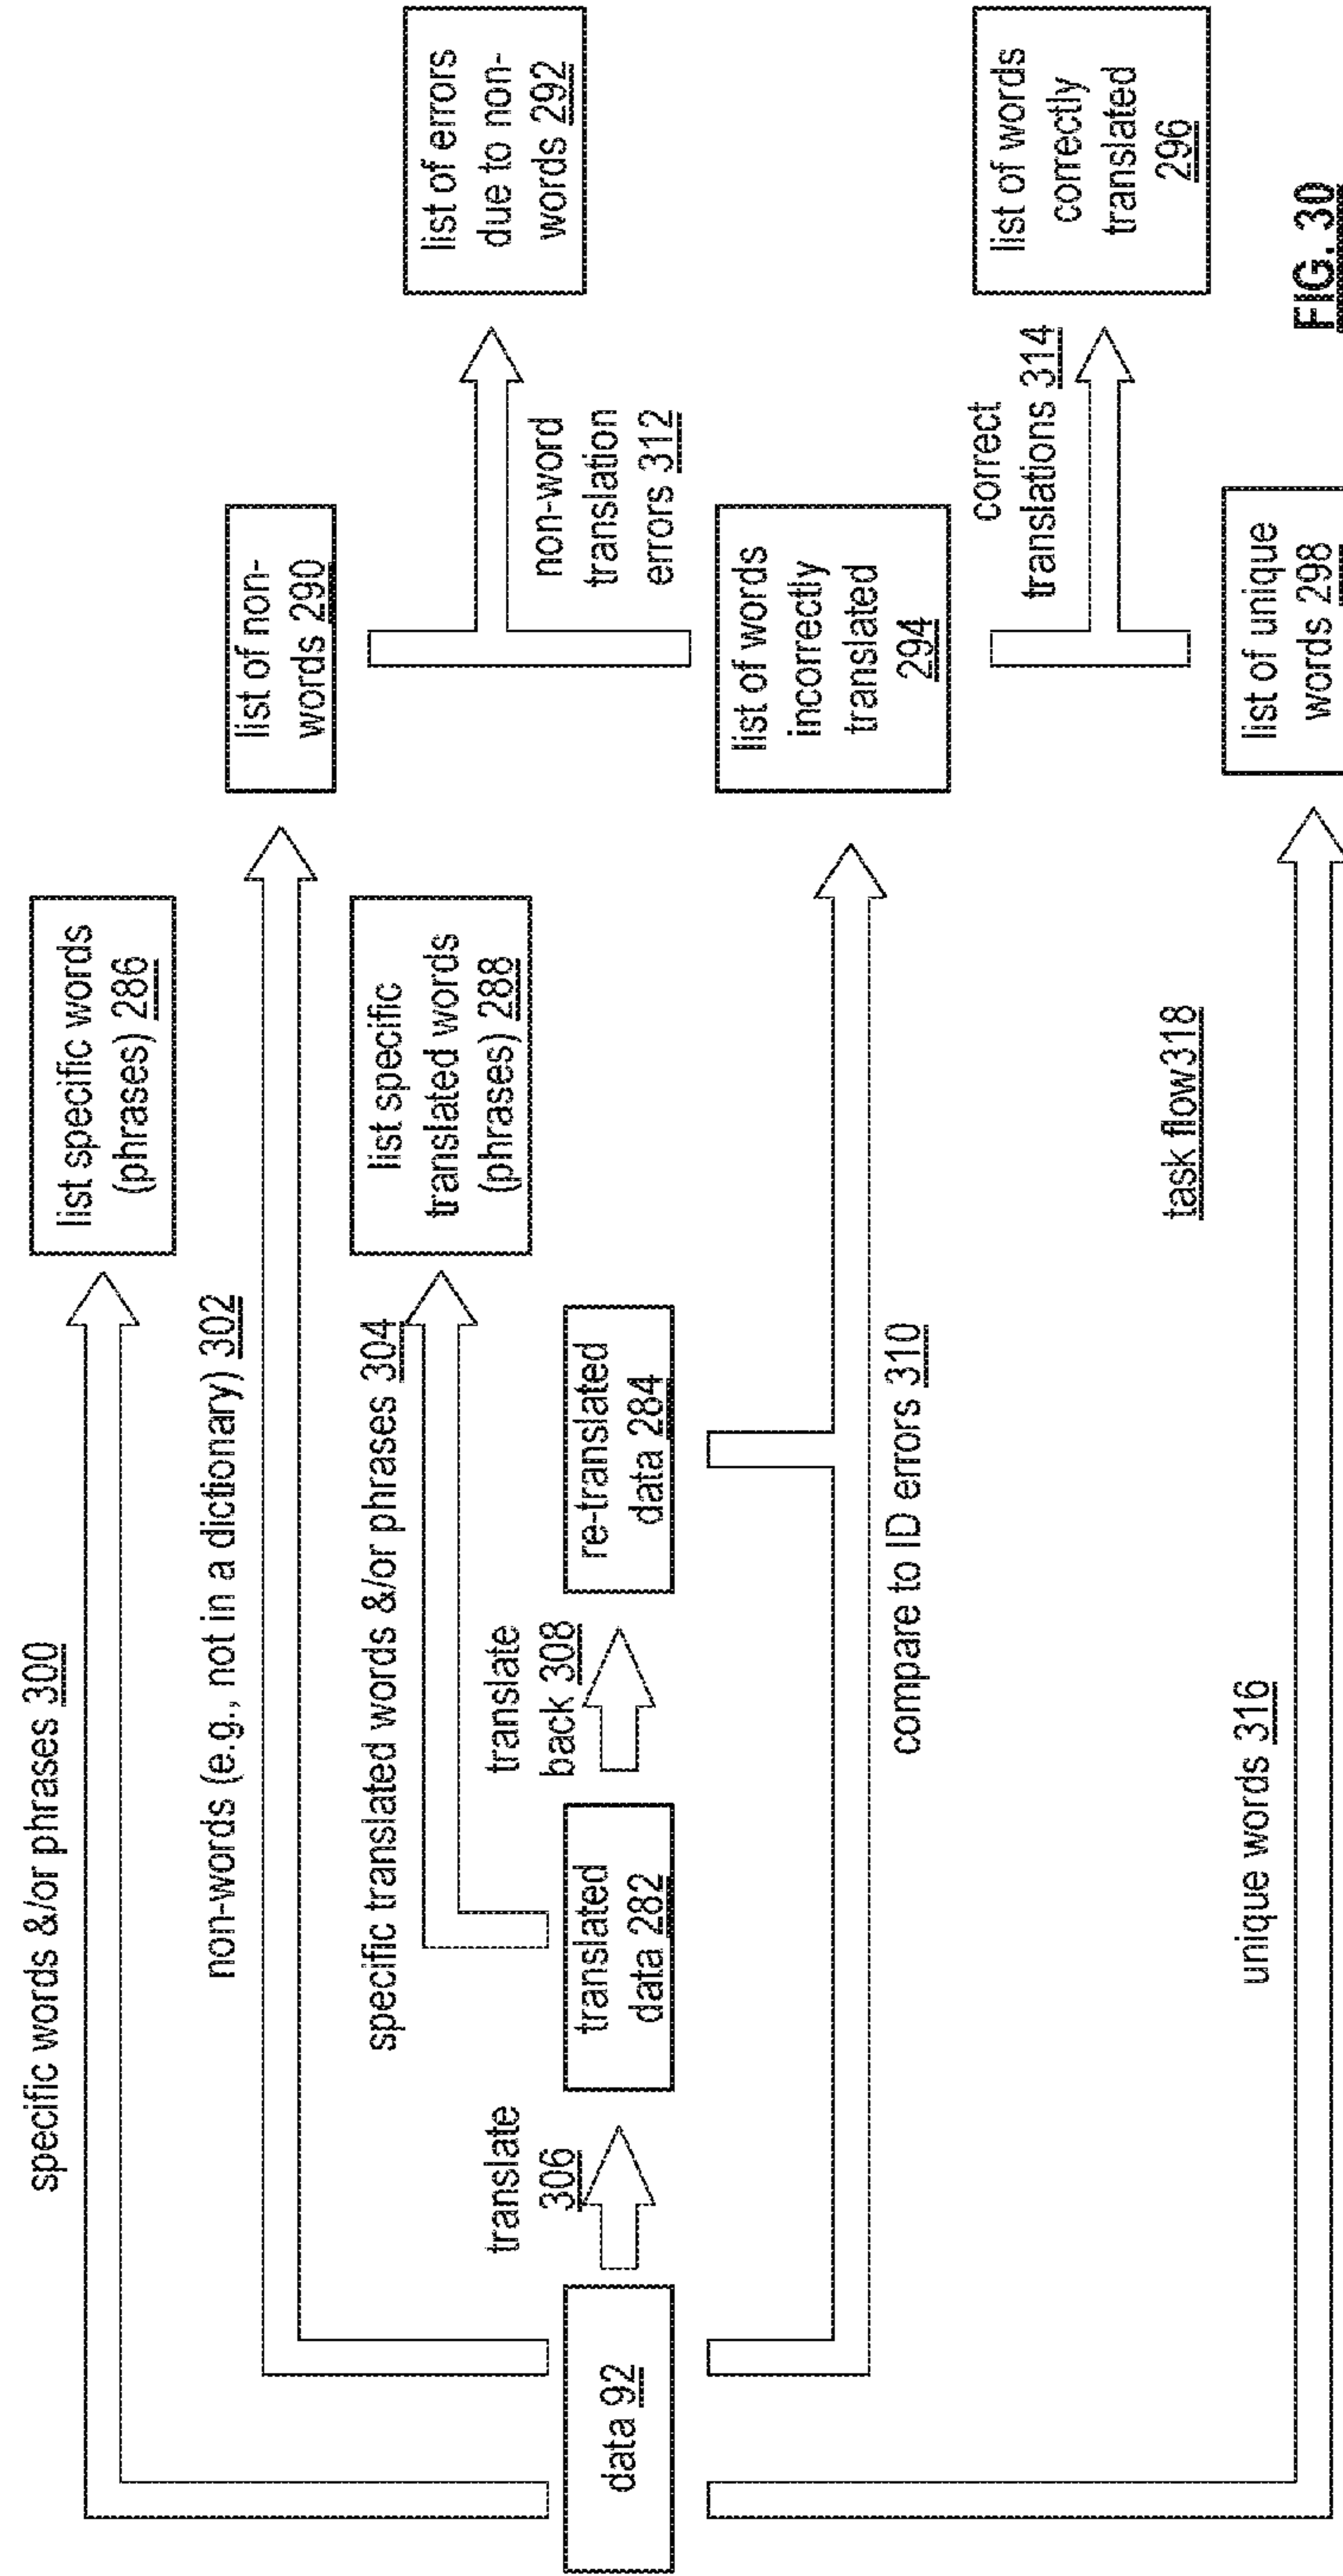 specific words &/or phrases 300
list specific words
(phrases) 286
non-words (e.g., not in a dictionary) 302
list of non-
words 290
list of errors
due to non-
words 292
specific translated words &/or phrases 304
list specific
translated words
(phrases) 288
non-word
translation
errors 312
translate
306
translate
back 308
data 92
translated
data 282
re-translated
data 284
list of words
incorrectly
translated
294
compare to ID errors 310
correct
translations 314
list of words
correctly
translated
296
task flow318
unique words 316
list of unique
words 298
FIG. 30